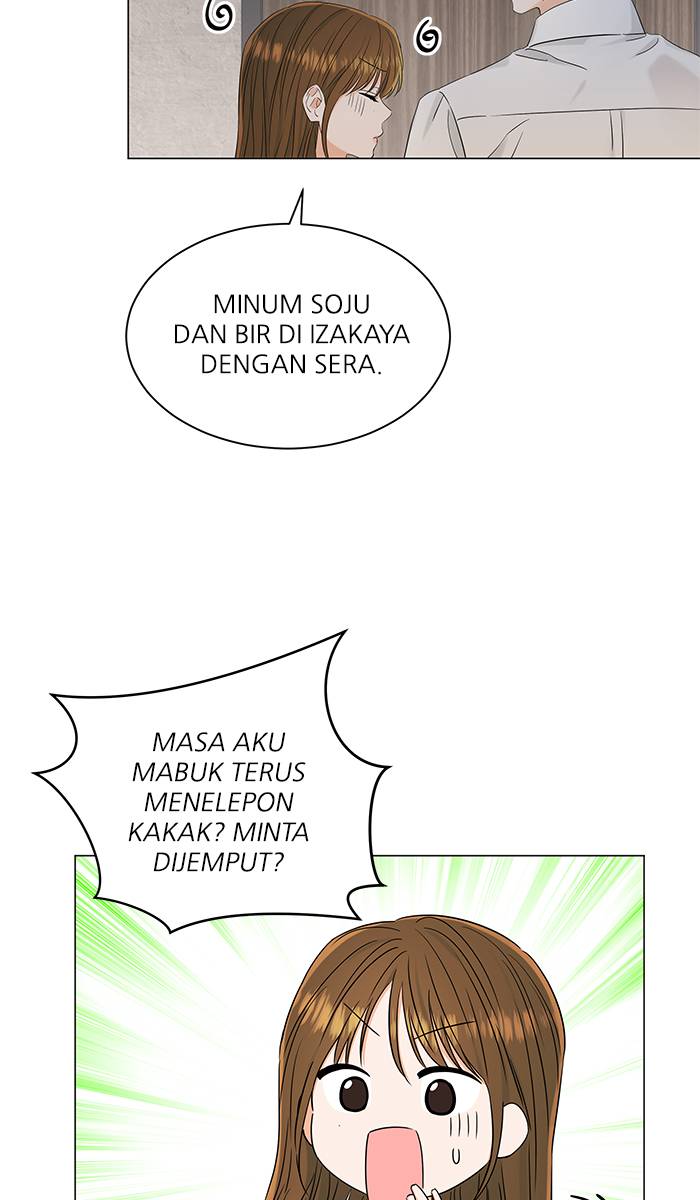 MINUM SOJU
DAN BIR DI IZAKAYA
DENGAN SERA.
MASA AKU
MABUK TERUS
MENELEPON
KAKAK? MINTA
DIJEMPUT?